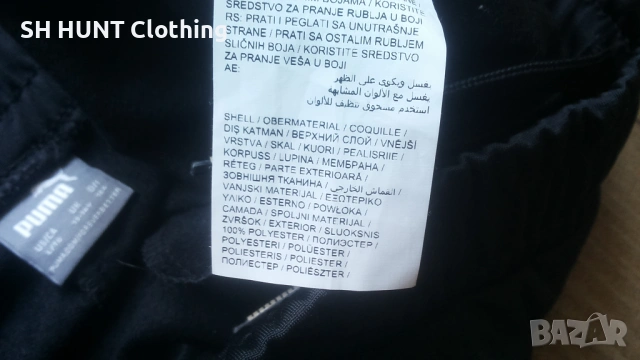 SH HUNT Clothing
SREDSTVO ZA PRANJE RUBLJA U BOJI
RS: PRATI I PEGLATI SA UNUTRAŠNJE
STRANE / PRATI SA OSTALIM RUBLJEM
SLIČNIH BOJA / KORISTITE SREDSTVO
ZA PRANJE VEŠA U BOJI
AE:
يغسل ويكوى على الظهر
يغسل مع الألوان المشابهه
استخدم مسحوق تنظيف للألوان
SHELL / OBERMATERIAL / COQUILLE /
DIŞ KATMAN / ВЕРХНИЙ СЛОЙ / VNĚJŠÍ
VRSTVA / SKAL / KUORI / PEALISRIIE /
KORPUSS / LUPINA / МЕМБРАНА /
RÉTEG / PARTE EXTERIOARĂ /
ЗОВНІШНЯ ТКАНИНА / القماش الخارجي /
VANJSKI MATERIJAL / ΕΞΩΤΕΡΙΚΟ
ΥΛΙΚΟ / ESTERNO / POWŁOKA /
CAMADA / SPOLJNI MATERIJAL /
ZVRŠOK / EXTERIOR / SLUOKSNIS
100% POLYESTER / ПОЛИЭСТЕР /
POLYESTERI / POLÜESTER /
POLIESTERIS / POLIESTER /
ПОЛИЕСТЕР / POLIÉSZTER /
PUMA
BAZAR